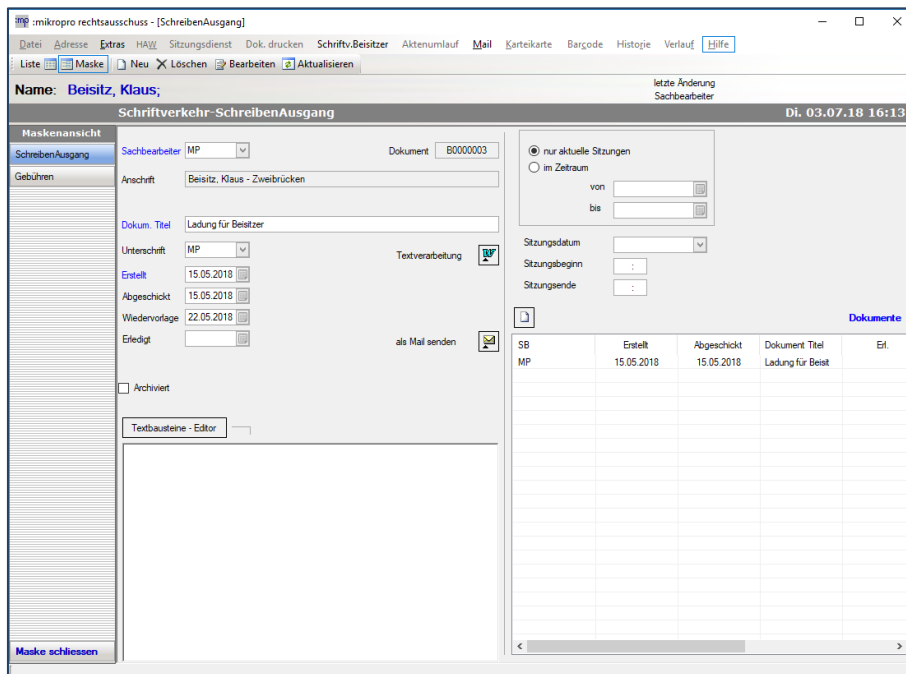 :mp :mikropro rechtsausschuss - [SchreibenAusgang]
Datei Adresse Extras HAW Sitzungsdienst Dok. drucken Schriftv.Beisitzer Aktenumlauf Mail Karteikarte Barcode Historie Verlauf Hilfe
Liste Maske Neu Löschen Bearbeiten Aktualisieren
Name: Beisitz, Klaus;
letzte Änderung
Sachbearbeiter
Schriftverkehr-SchreibenAusgang Di. 03.07.18 16:13
Maskenansicht
SchreibenAusgang
Gebühren
Maske schliessen
Sachbearbeiter MP Dokument B0000003
Anschrift Beisitz, Klaus - Zweibrücken
Dokum. Titel Ladung für Beisitzer
Unterschrift MP Textverarbeitung
Erstellt 15.05.2018
Abgeschickt 15.05.2018
Wiedervorlage 22.05.2018
Erledigt als Mail senden
Archiviert
Textbausteine - Editor
nur aktuelle Sitzungen
im Zeitraum
von
bis
Sitzungsdatum
Sitzungsbeginn :
Sitzungsende :
Dokumente
SB Erstellt Abgeschickt Dokument Titel Erl.
MP 15.05.2018 15.05.2018 Ladung für Beisit